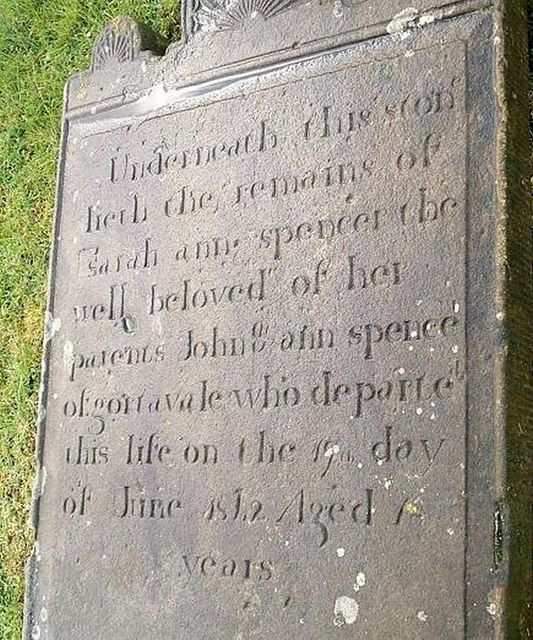 Underneath this ston
lieth the remains of
Sarah ann spencer the
well beloved of her
parents John & ann spence
of gortavale who departe
this life on the day
of June Aged
years